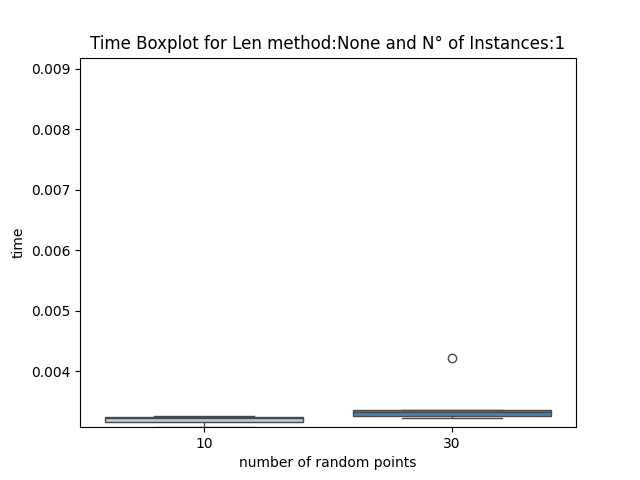 Time Boxplot for Len method:None and N° of Instances:1
0.009
0.008
0.007
0.006
0.005
0.004
time
10
30
number of random points